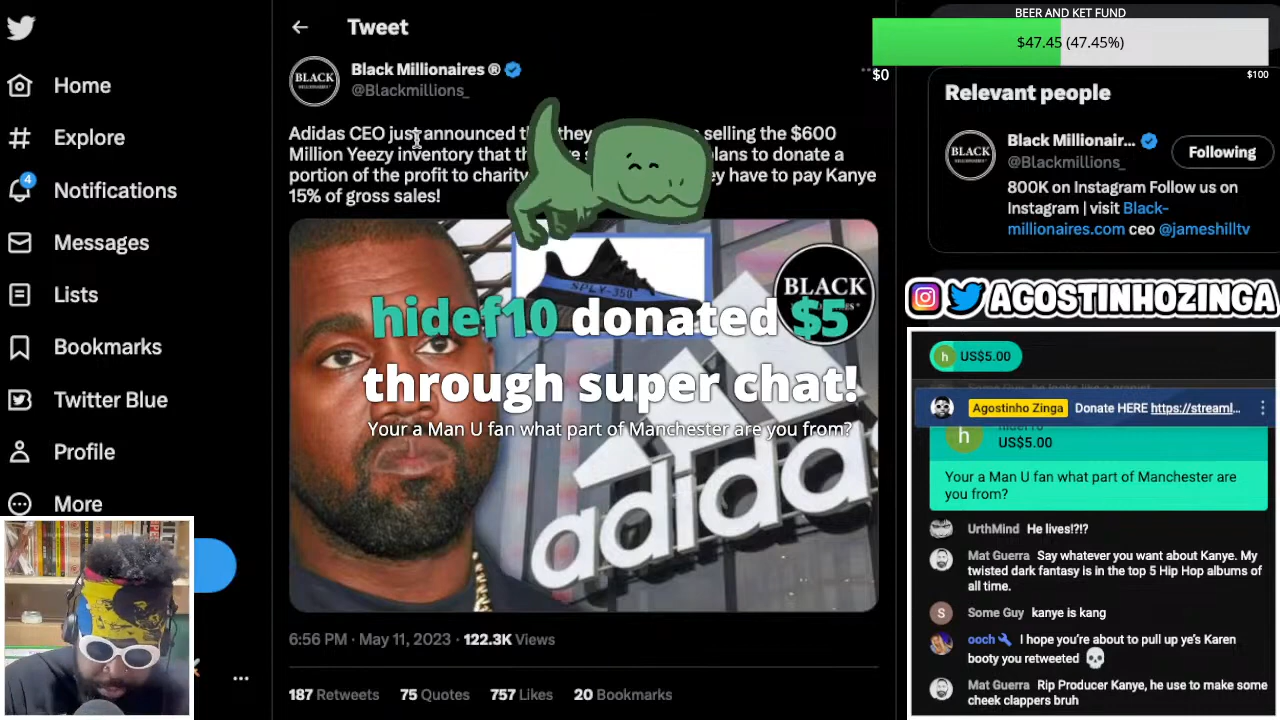 Home
Explore
4
Notifications
Messages
Lists
Bookmarks
Twitter Blue
Profile
More
Tweet
BLACK
Black Millionaires ®
@Blackmillions_
Adidas CEO just announced they selling the $600
Million Yeezy inventory that plans to donate a
portion of the profit to charity they have to pay Kanye
15% of gross sales!
SPLY-350
BLACK
adidas
hidef10 donated $5
through super chat!
Your a Man U fan what part of Manchester are you from?
6:56 PM · May 11, 2023 · 122.3K Views
187 Retweets 75 Quotes 757 Likes 20 Bookmarks
BEER AND KET FUND
$47.45 (47.45%)
$0
$100
Relevant people
BLACK
Black Millionair...
@Blackmillions_
Following
800K on Instagram Follow us on
Instagram | visit Black-
millionaires.com ceo @jameshilltv
AGOSTINHOZINGA
h US$5.00
Agostinho Zinga Donate HERE https://streaml...
h
hidef10
US$5.00
Your a Man U fan what part of Manchester are
you from?
UrthMind He lives!?!?
Mat Guerra Say whatever you want about Kanye. My
twisted dark fantasy is in the top 5 Hip Hop albums of
all time.
S Some Guy kanye is kang
ooch I hope you're about to pull up ye's Karen
booty you retweeted
Mat Guerra Rip Producer Kanye, he use to make some
cheek clappers bruh